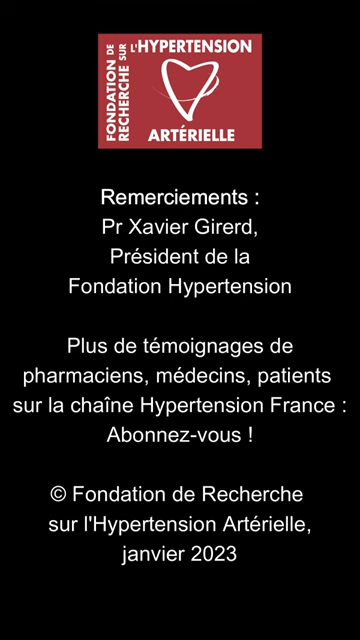 FONDATION DE
RECHERCHE SUR
L'HYPERTENSION
ARTÉRIELLE
Remerciements :
Pr Xavier Girerd,
Président de la
Fondation Hypertension
Plus de témoignages de
pharmaciens, médecins, patients
sur la chaîne Hypertension France :
Abonnez-vous !
© Fondation de Recherche
sur l'Hypertension Artérielle,
janvier 2023